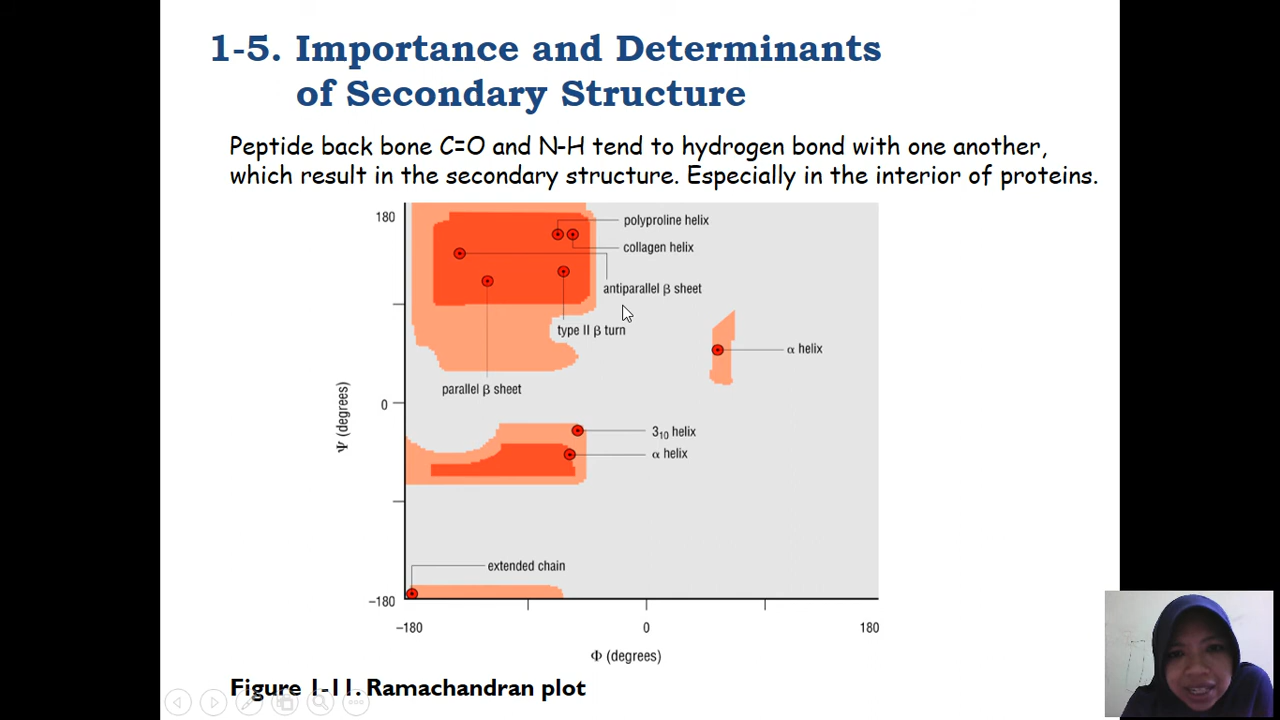 1-5. Importance and Determinants
of Secondary Structure
Peptide back bone C=O and N-H tend to hydrogen bond with one another,
which result in the secondary structure. Especially in the interior of proteins.
180
polyproline helix
collagen helix
antiparallel β sheet
type II β turn
α helix
parallel β sheet
Ψ (degrees)
0
3₁₀ helix
α helix
extended chain
–180
–180
0
180
Φ (degrees)
Figure 1-11. Ramachandran plot